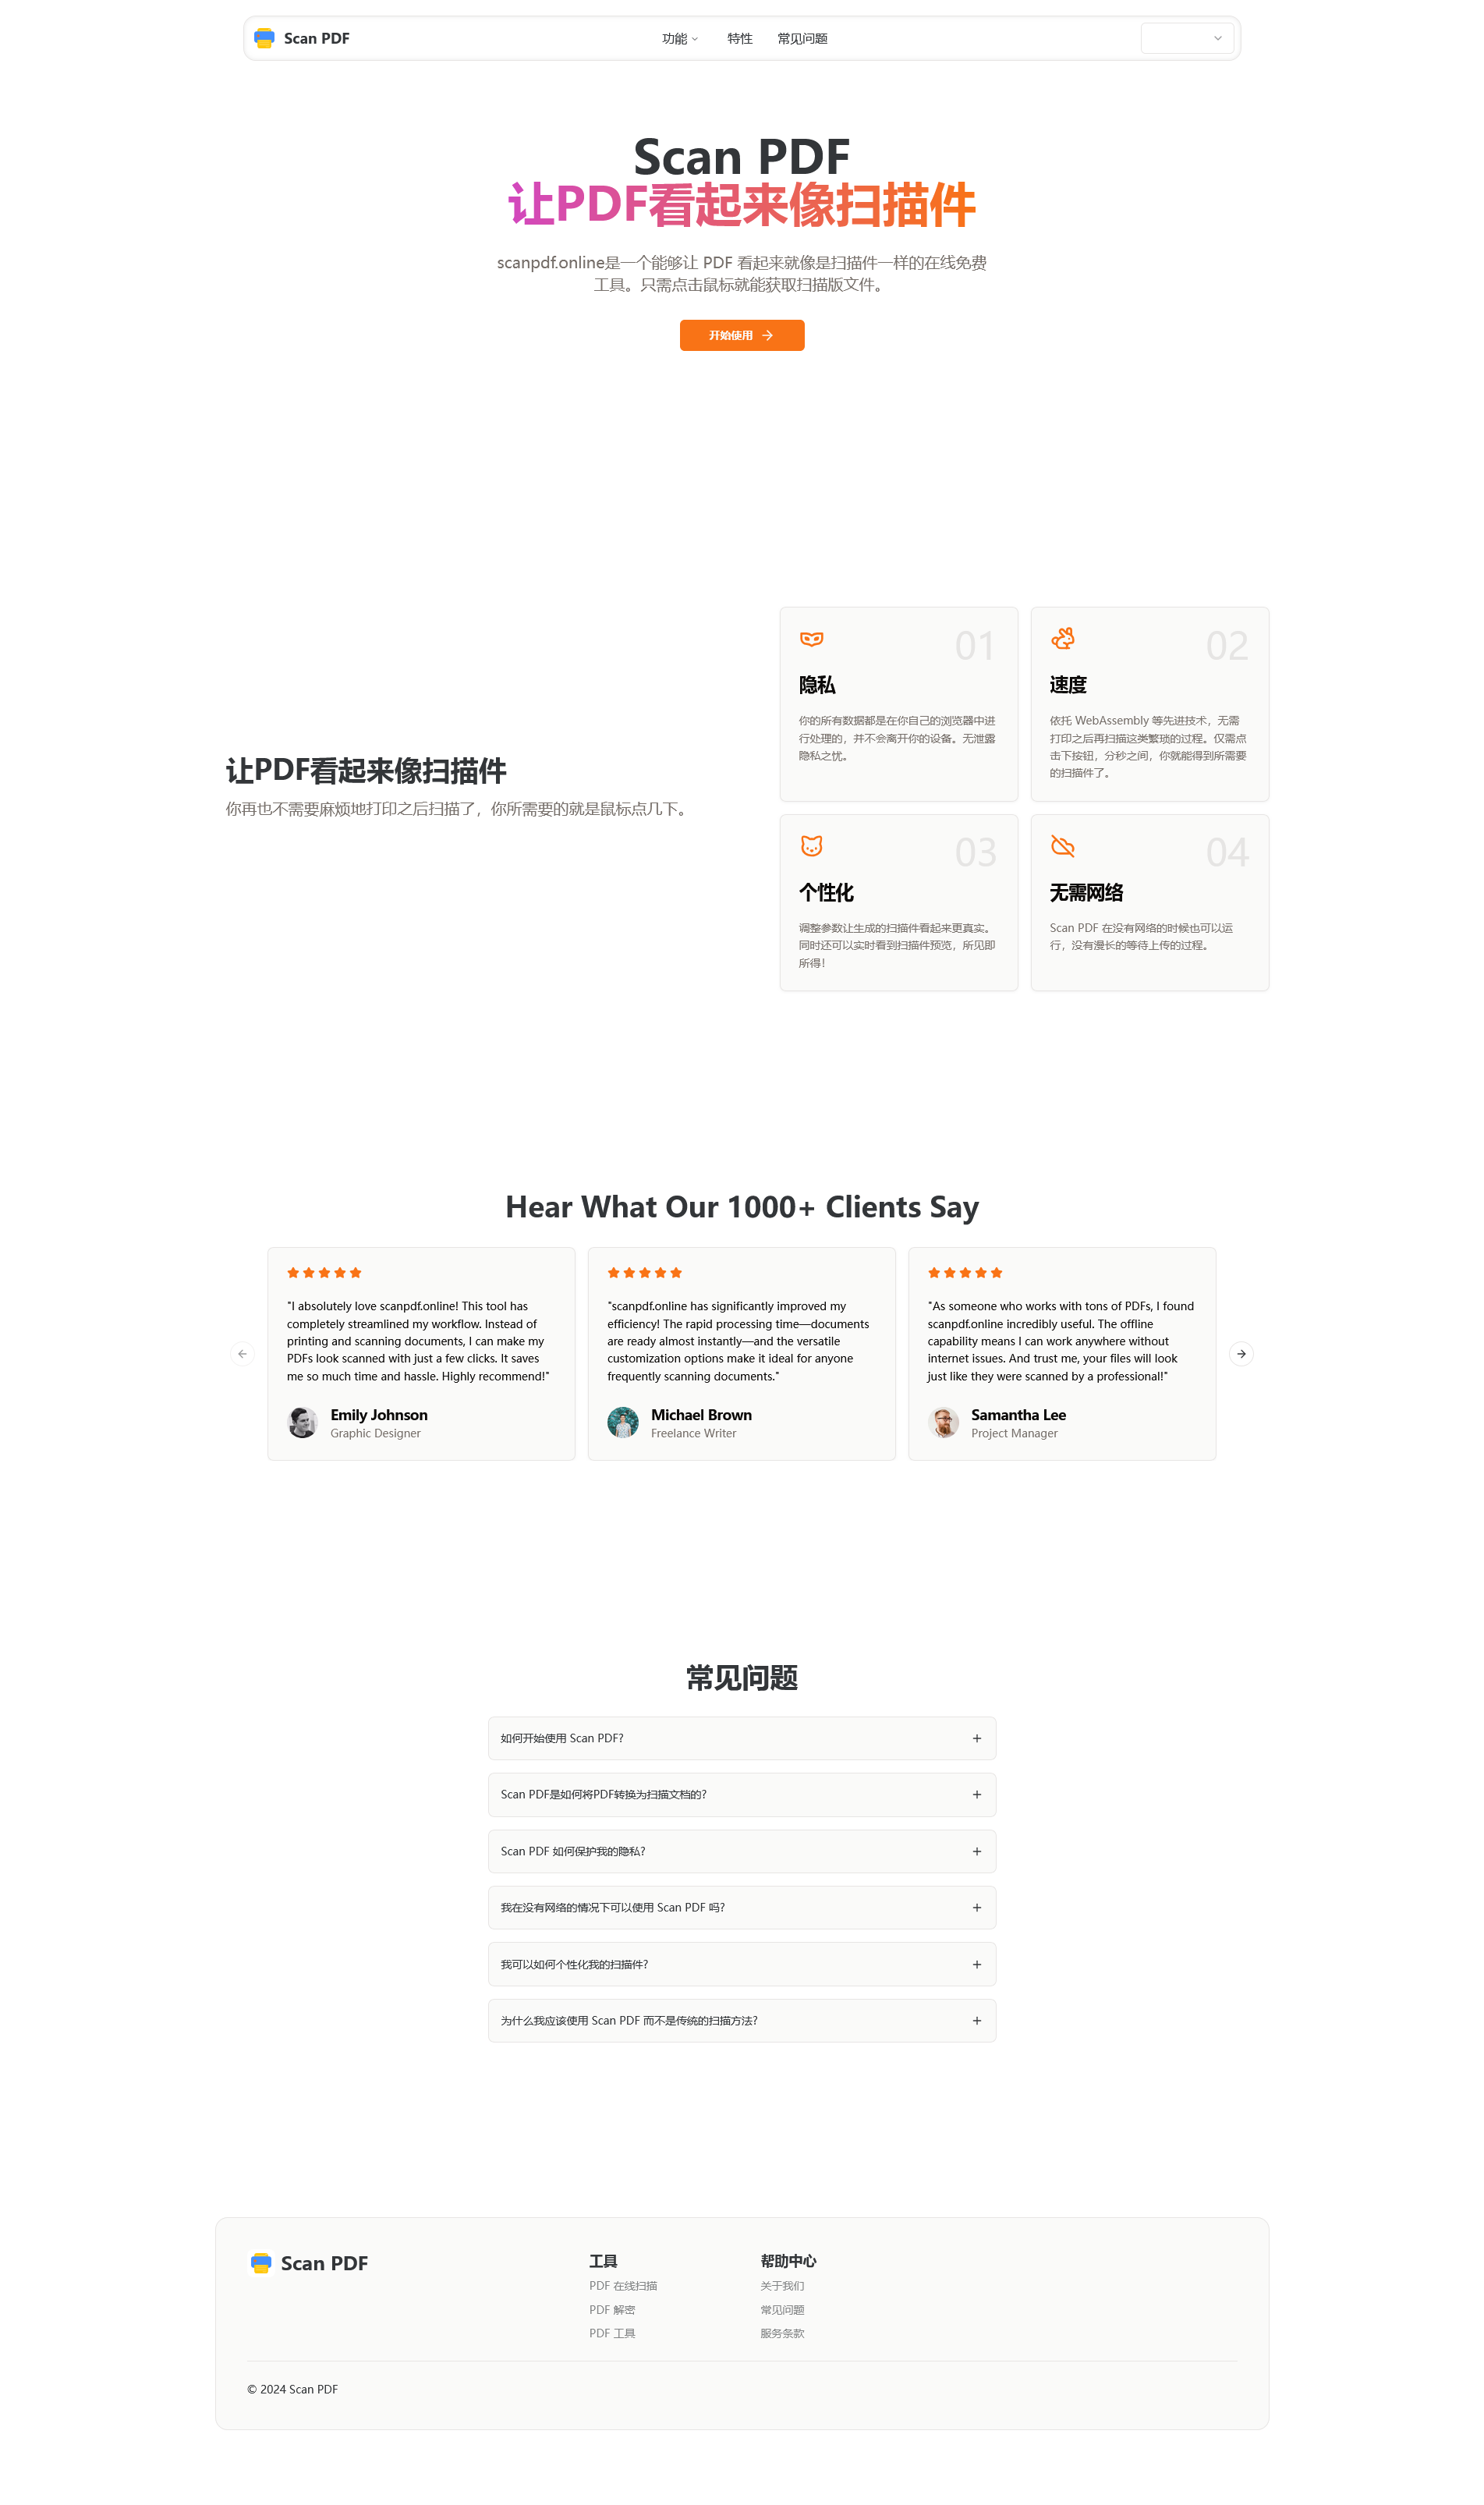 Scan PDF
功能
特性
常见问题
Scan PDF
让PDF看起来像扫描件
scanpdf.online是一个能够让 PDF 看起来就像是扫描件一样的在线免费
工具。只需点击鼠标就能获取扫描版文件。
开始使用
让PDF看起来像扫描件
你再也不需要麻烦地打印之后扫描了，你所需要的就是鼠标点几下。
01
隐私
你的所有数据都是在你自己的浏览器中进
行处理的，并不会离开你的设备。无泄露
隐私之忧。
02
速度
依托 WebAssembly 等先进技术，无需
打印之后再扫描这类繁琐的过程。仅需点
击下按钮，分秒之间，你就能得到所需要
的扫描件了。
03
个性化
调整参数让生成的扫描件看起来更真实。
同时还可以实时看到扫描件预览，所见即
所得！
04
无需网络
Scan PDF 在没有网络的时候也可以运
行，没有漫长的等待上传的过程。
Hear What Our 1000+ Clients Say
"I absolutely love scanpdf.online! This tool has
completely streamlined my workflow. Instead of
printing and scanning documents, I can make my
PDFs look scanned with just a few clicks. It saves
me so much time and hassle. Highly recommend!"
Emily Johnson
Graphic Designer
"scanpdf.online has significantly improved my
efficiency! The rapid processing time—documents
are ready almost instantly—and the versatile
customization options make it ideal for anyone
frequently scanning documents."
Michael Brown
Freelance Writer
"As someone who works with tons of PDFs, I found
scanpdf.online incredibly useful. The offline
capability means I can work anywhere without
internet issues. And trust me, your files will look
just like they were scanned by a professional!"
Samantha Lee
Project Manager
常见问题
如何开始使用 Scan PDF?
Scan PDF是如何将PDF转换为扫描文档的?
Scan PDF 如何保护我的隐私?
我在没有网络的情况下可以使用 Scan PDF 吗?
我可以如何个性化我的扫描件?
为什么我应该使用 Scan PDF 而不是传统的扫描方法?
Scan PDF
工具
PDF 在线扫描
PDF 解密
PDF 工具
帮助中心
关于我们
常见问题
服务条款
© 2024 Scan PDF